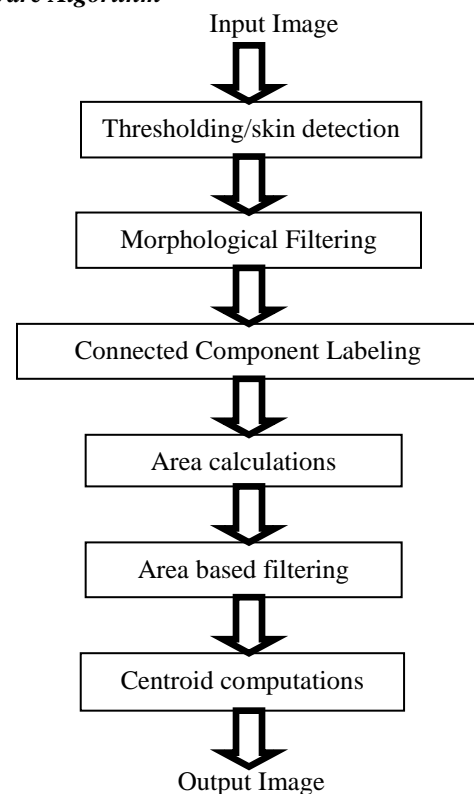 Input Image
Thresholding/skin detection
Morphological Filtering
Connected Component Labeling
Area calculations
Area based filtering
Centroid computations
Output Image